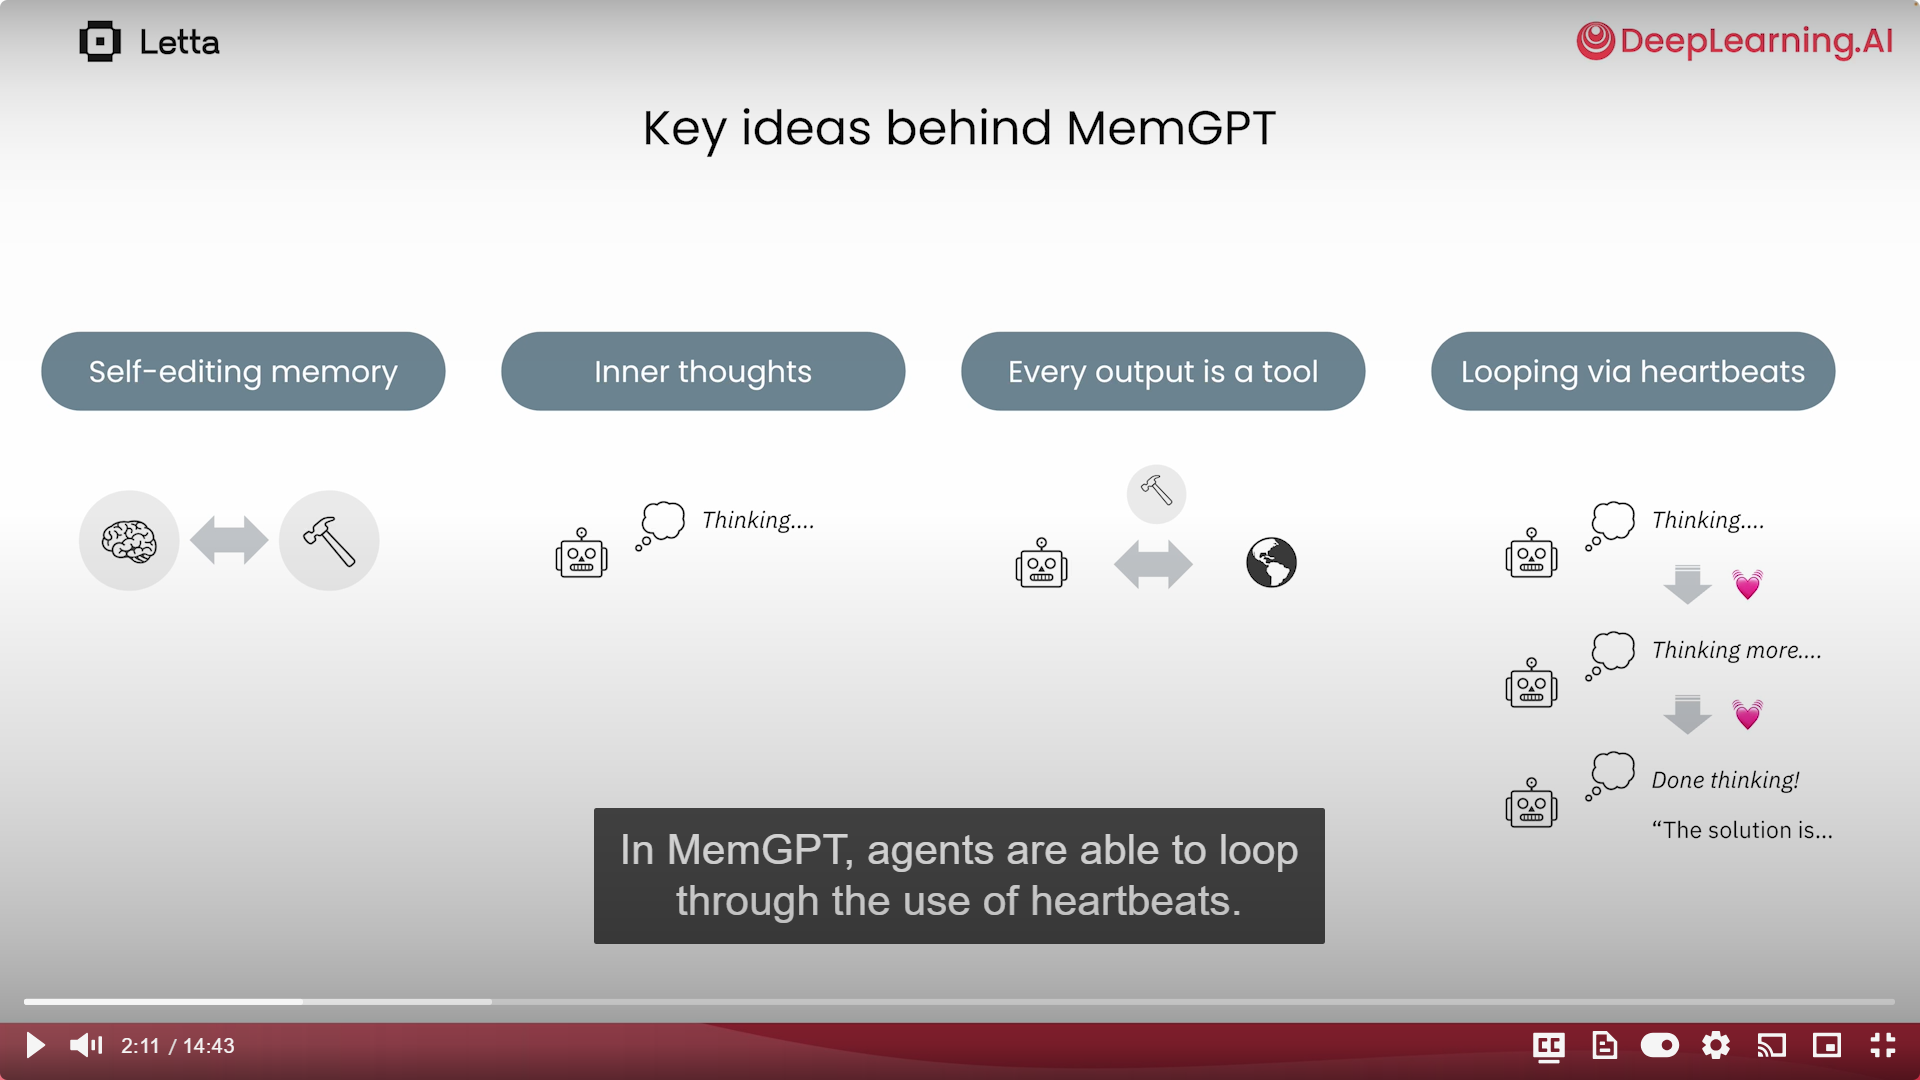 Letta
DeepLearning.AI
Key ideas behind MemGPT
Self-editing memory
Inner thoughts
Every output is a tool
Looping via heartbeats
Thinking....
Thinking....
Thinking more....
Done thinking!
“The solution is...
In MemGPT, agents are able to loop
through the use of heartbeats.
2:11 / 14:43
CC